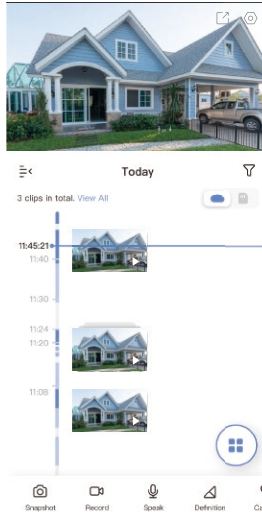 Today
3 clips in total. View All
11:45:21
11:40
11:30
11:24
11:20
11:08
Snapshot
Record
Speak
Definition
Ca